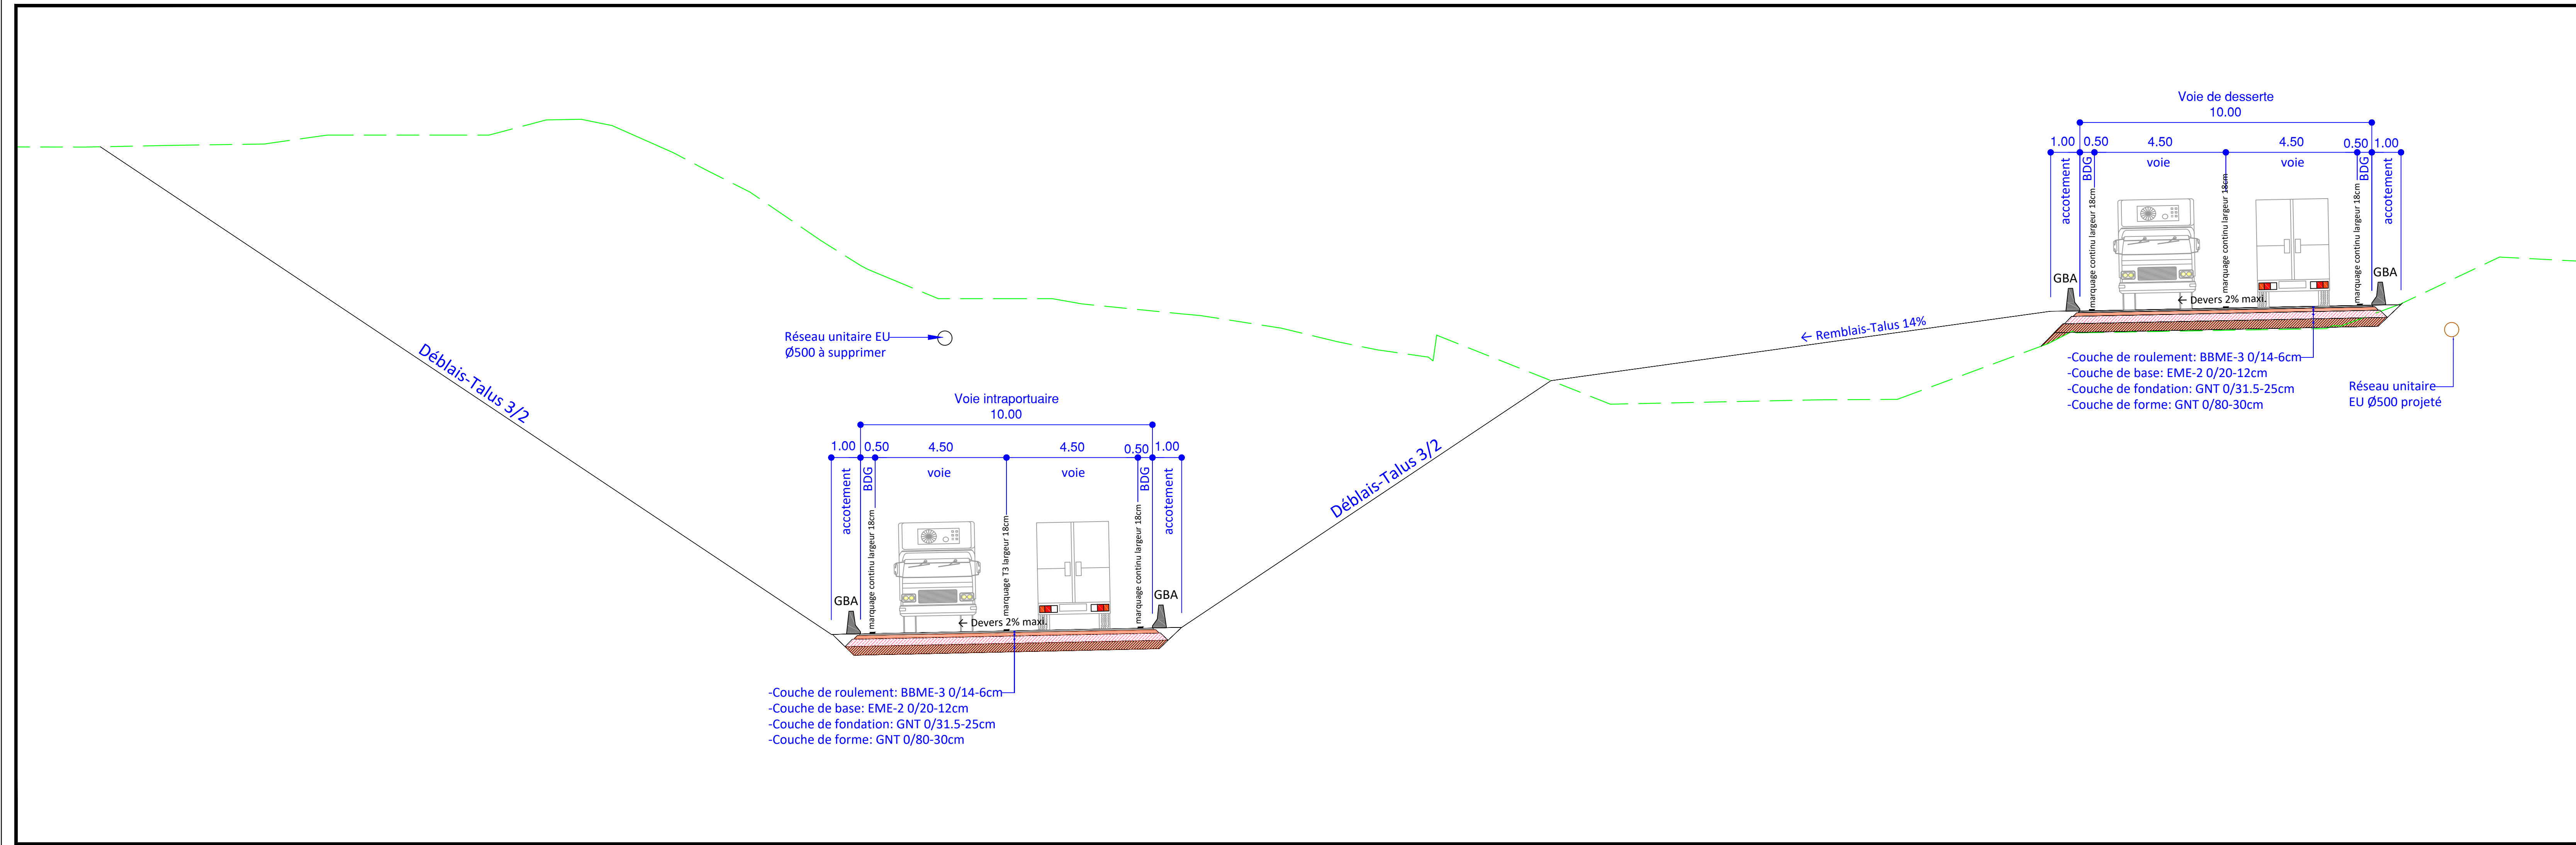 Voie de desserte
10.00
1.00 0.50 4.50 4.50 0.50 1.00
accotement
BDG
voie
voie
BDG
accotement
marquage continu largeur 18cm
marquage continu largeur 18cm
marquage continu largeur 18cm
GBA
GBA
← Devers 2% maxi.
← Remblais-Talus 14%
-Couche de roulement: BBME-3 0/14-6cm
-Couche de base: EME-2 0/20-12cm
-Couche de fondation: GNT 0/31.5-25cm
-Couche de forme: GNT 0/80-30cm
Réseau unitaire
EU Ø500 projeté
Réseau unitaire EU
Ø500 à supprimer
Déblais-Talus 3/2
Voie intraportuaire
10.00
1.00 0.50 4.50 4.50 0.50 1.00
accotement
BDG
voie
voie
BDG
accotement
marquage continu largeur 18cm
marquage T3 largeur 18cm
marquage continu largeur 18cm
GBA
GBA
← Devers 2% maxi.
Déblais-Talus 3/2
-Couche de roulement: BBME-3 0/14-6cm
-Couche de base: EME-2 0/20-12cm
-Couche de fondation: GNT 0/31.5-25cm
-Couche de forme: GNT 0/80-30cm